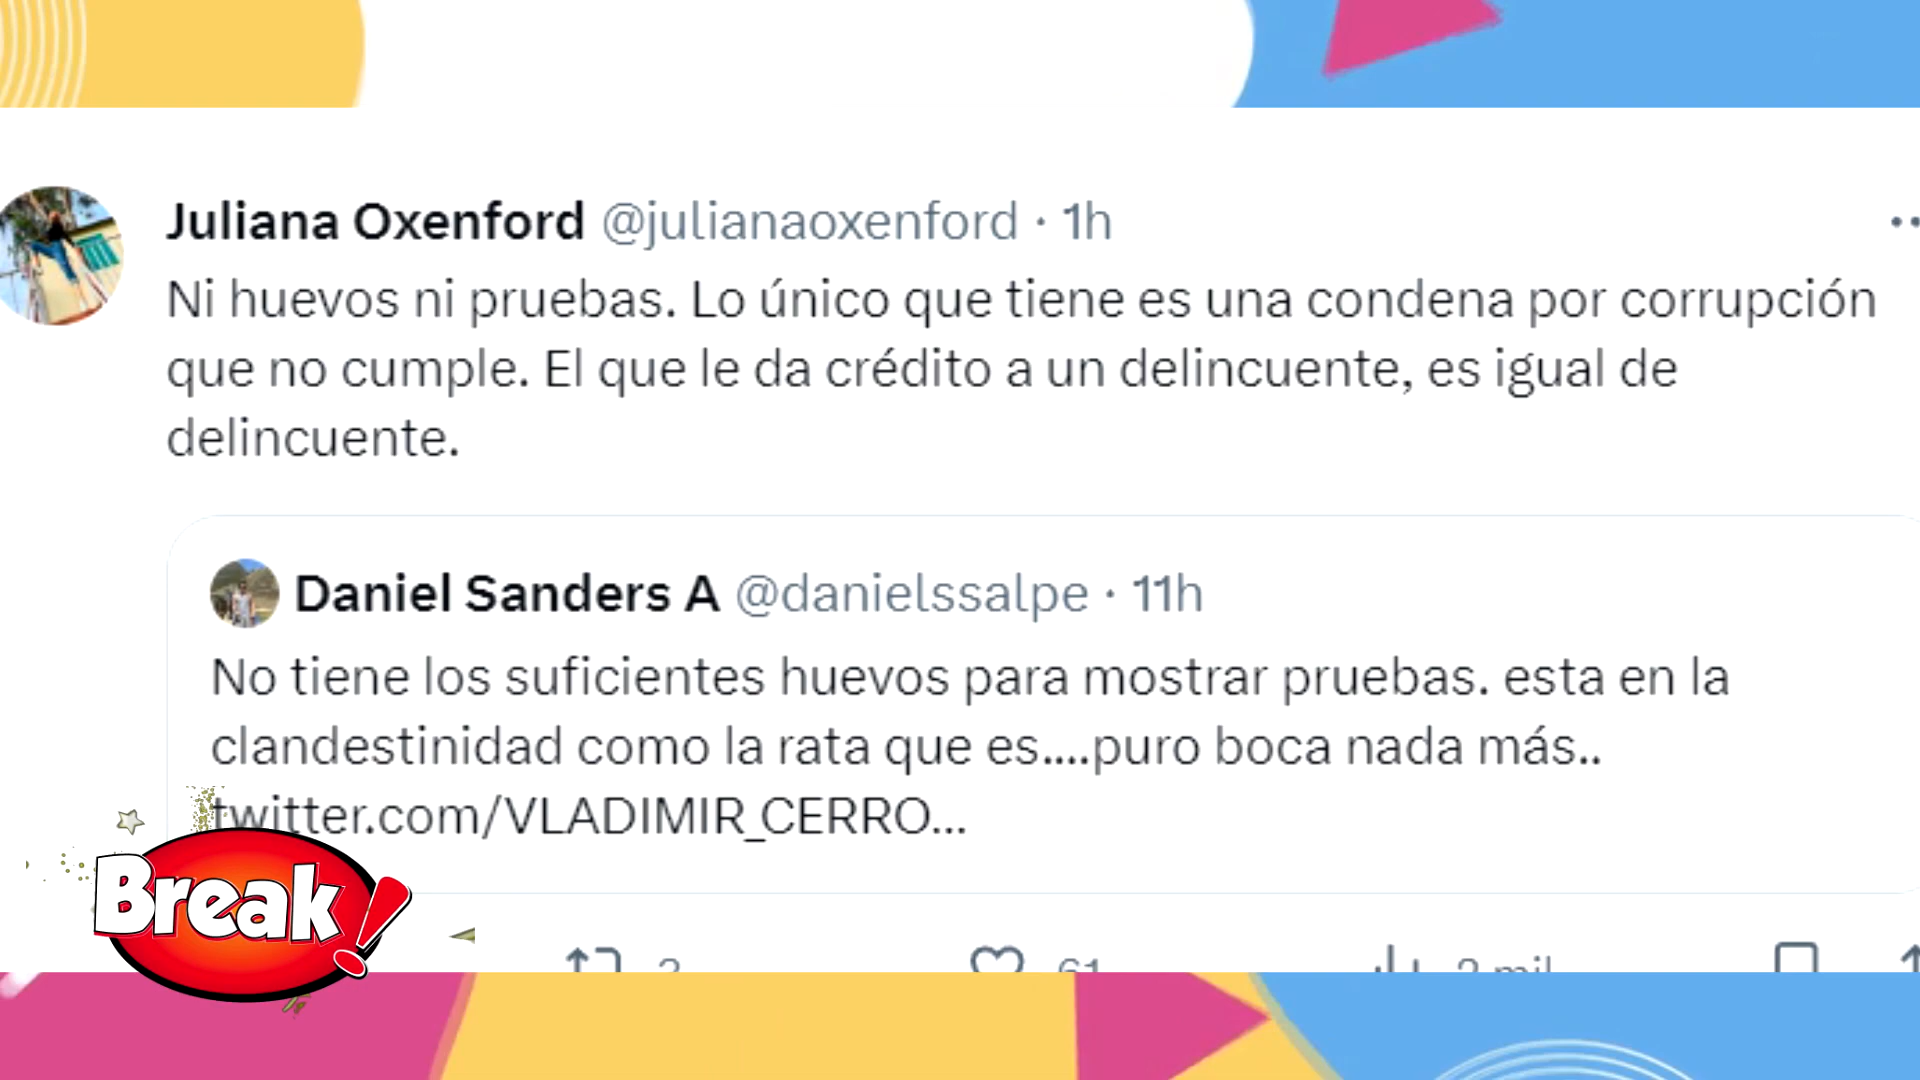 Juliana Oxenford @julianaoxenford · 1h
Ni huevos ni pruebas. Lo único que tiene es una condena por corrupción
que no cumple. El que le da crédito a un delincuente, es igual de
delincuente.
Daniel Sanders A @danielssalpe · 11h
No tiene los suficientes huevos para mostrar pruebas. esta en la
clandestinidad como la rata que es....puro boca nada más..
twitter.com/VLADIMIR_CERRO...
Break!
61